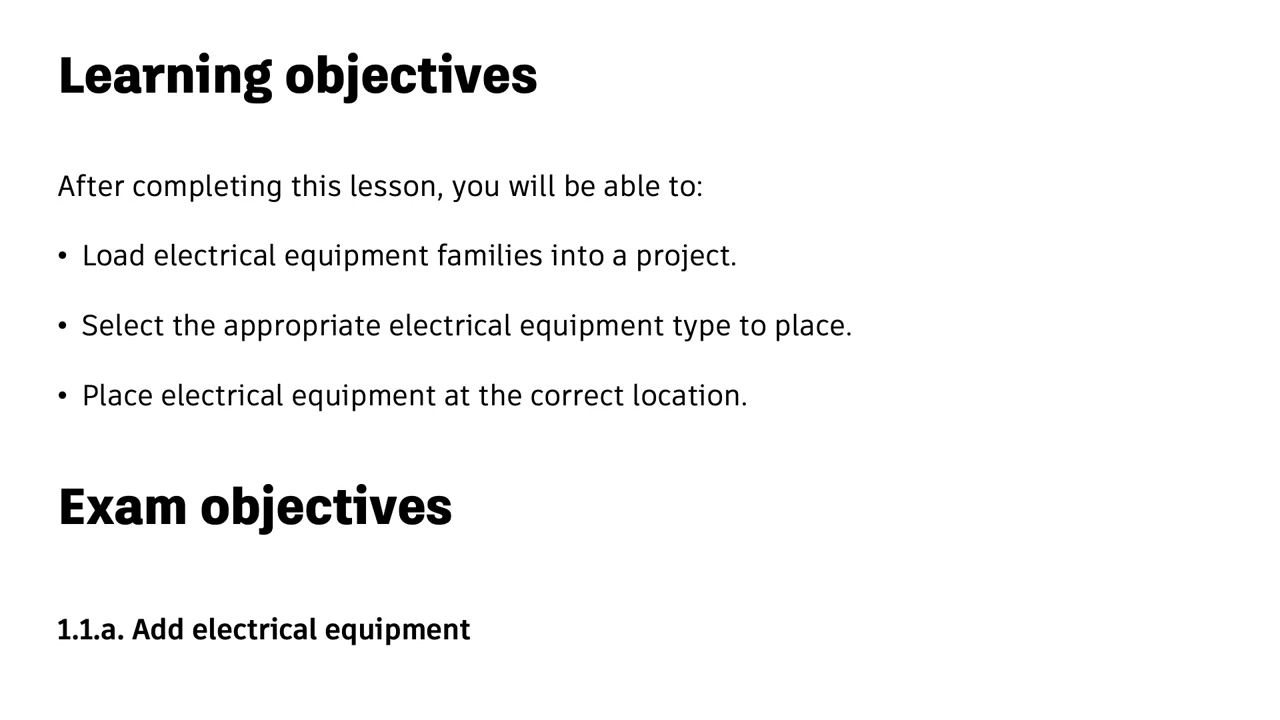 Learning objectives
After completing this lesson, you will be able to:
• Load electrical equipment families into a project.
• Select the appropriate electrical equipment type to place.
• Place electrical equipment at the correct location.
Exam objectives
1.1.a. Add electrical equipment